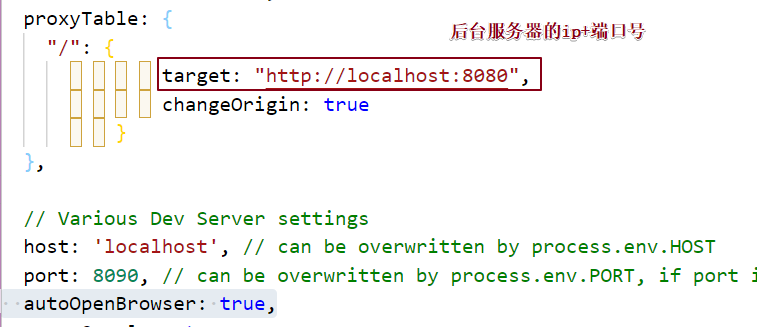 proxyTable: {
后台服务器的ip+端口号
"/": {
target: "http://localhost:8080",
changeOrigin: true
}
},
// Various Dev Server settings
host: 'localhost', // can be overwritten by process.env.HOST
port: 8090, // can be overwritten by process.env.PORT, if port i
autoOpenBrowser: true,